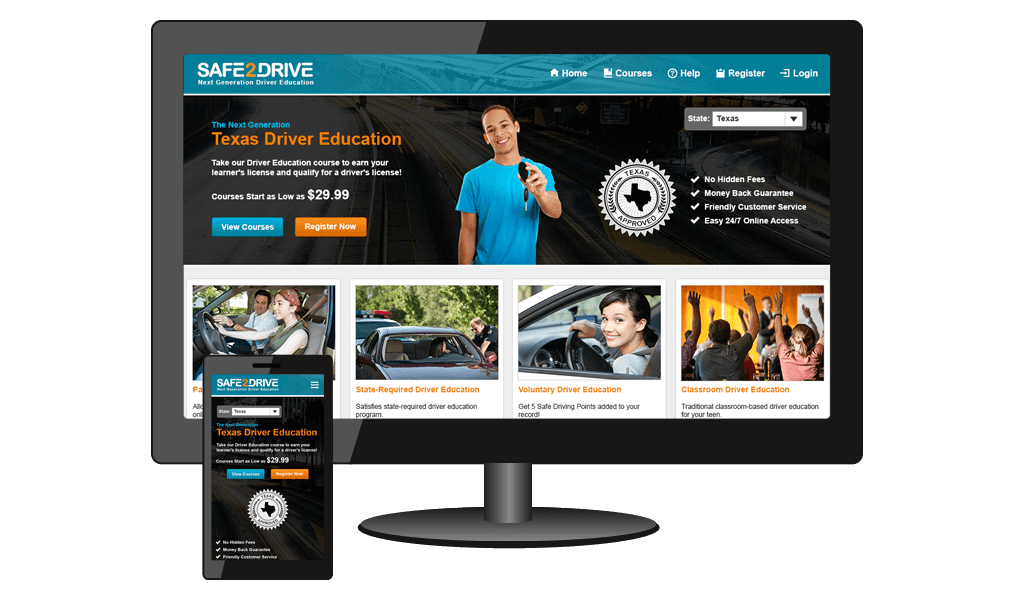 SAFE2DRIVE
Next Generation Driver Education
Home
Courses
Help
Register
Login
The Next Generation
Texas Driver Education
Take our Driver Education course to earn your
learner's license and qualify for a driver's license!
Courses Start as Low as $29.99
View Courses
Register Now
State: Texas
TEXAS
APPROVED
No Hidden Fees
Money Back Guarantee
Friendly Customer Service
Easy 24/7 Online Access
Pa
Allo
onli
State-Required Driver Education
Satisfies state-required driver education
program.
Voluntary Driver Education
Get 5 Safe Driving Points added to your
record!
Classroom Driver Education
Traditional classroom-based driver education
for your teen.
SAFE2DRIVE
Next Generation Driver Education
State: Texas
The Next Generation
Texas Driver Education
Take our Driver Education course to earn your
learner's license and qualify for a driver's license!
Courses Start as Low as $29.99
View Courses
Register Now
TEXAS
APPROVED
No Hidden Fees
Money Back Guarantee
Friendly Customer Service